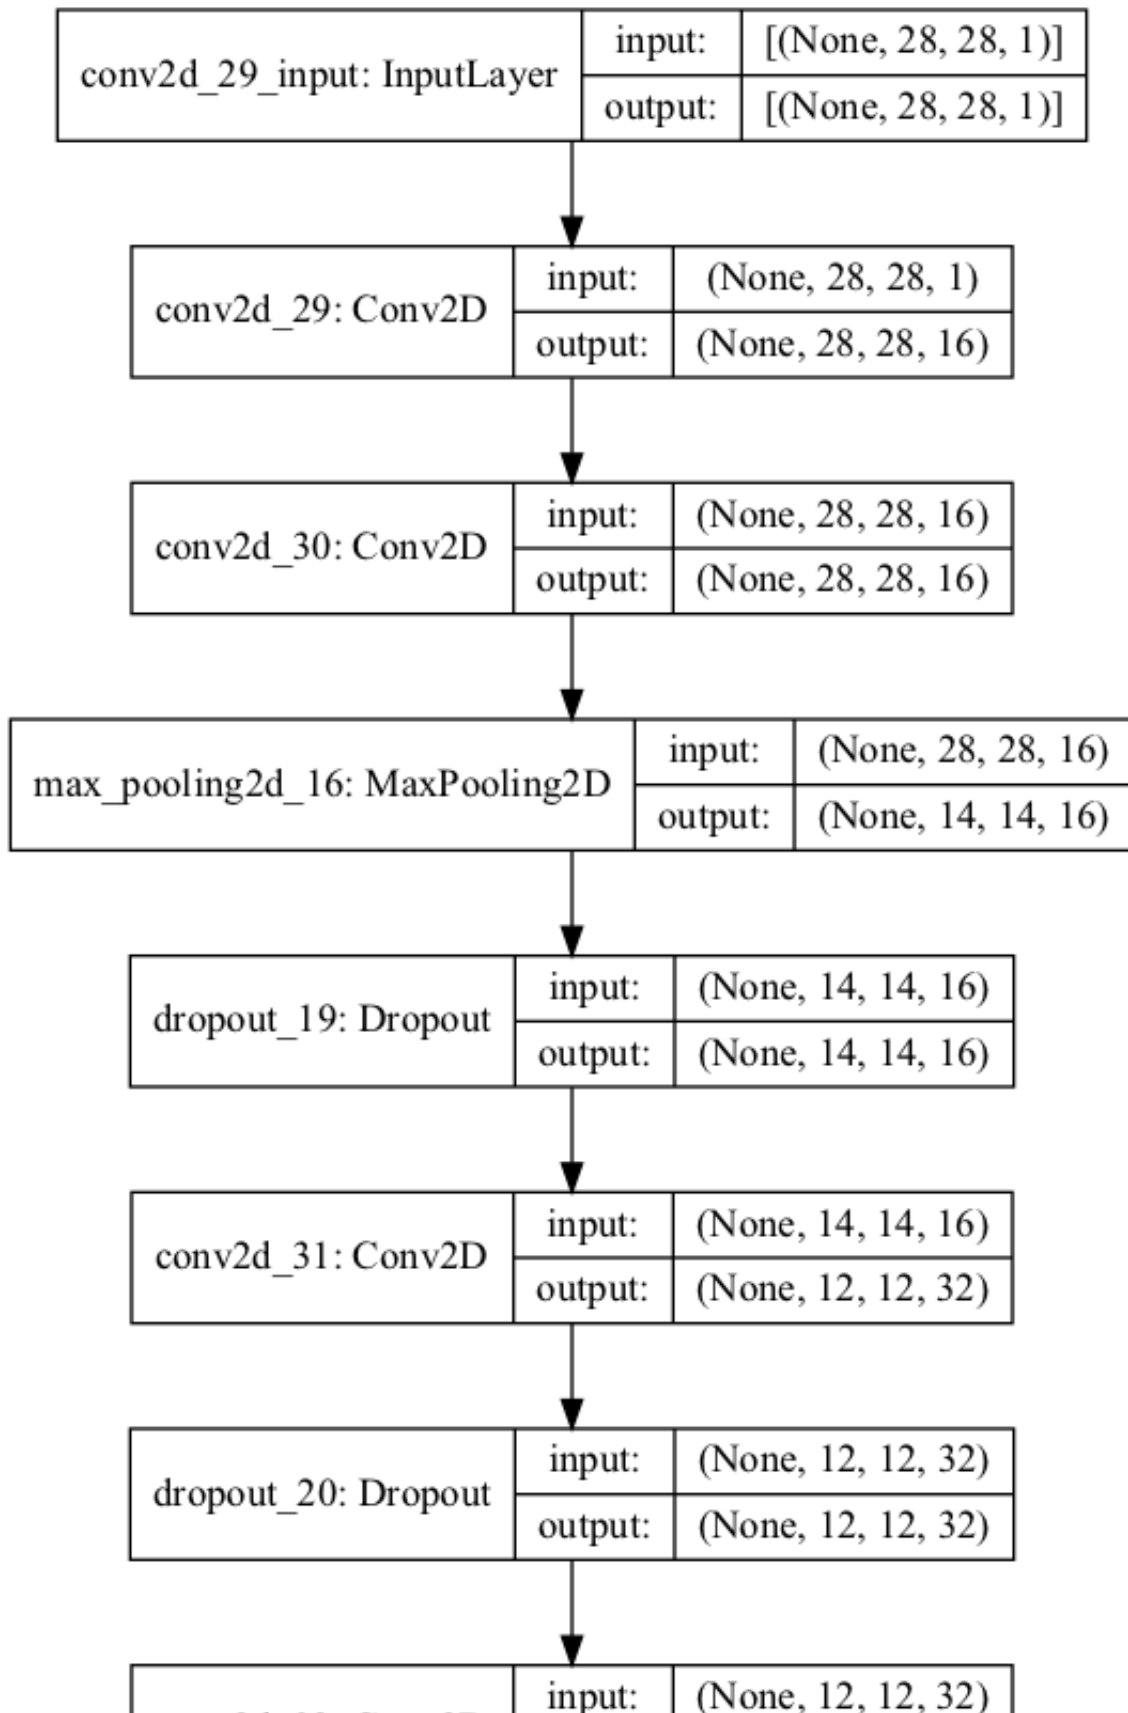 conv2d_29_input: InputLayer
input: [(None, 28, 28, 1)]
output: [(None, 28, 28, 1)]
conv2d_29: Conv2D
input: (None, 28, 28, 1)
output: (None, 28, 28, 16)
conv2d_30: Conv2D
input: (None, 28, 28, 16)
output: (None, 28, 28, 16)
max_pooling2d_16: MaxPooling2D
input: (None, 28, 28, 16)
output: (None, 14, 14, 16)
dropout_19: Dropout
input: (None, 14, 14, 16)
output: (None, 14, 14, 16)
conv2d_31: Conv2D
input: (None, 14, 14, 16)
output: (None, 12, 12, 32)
dropout_20: Dropout
input: (None, 12, 12, 32)
output: (None, 12, 12, 32)
input: (None, 12, 12, 32)